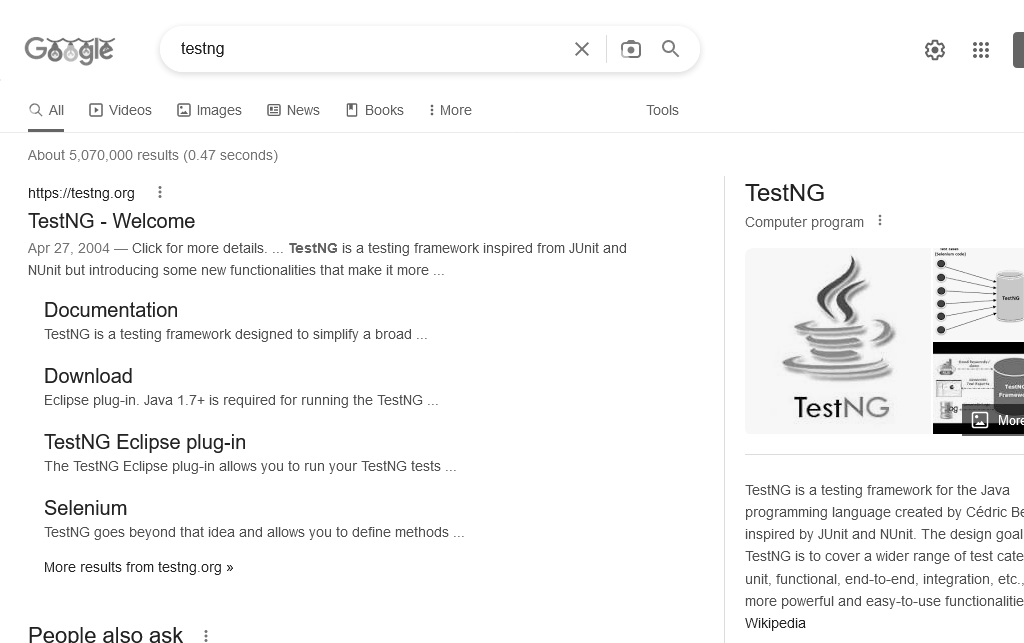 Google
testng
All
Videos
Images
News
Books
More
Tools
About 5,070,000 results (0.47 seconds)
https://testng.org
TestNG - Welcome
Apr 27, 2004 — Click for more details. ... TestNG is a testing framework inspired from JUnit and
NUnit but introducing some new functionalities that make it more ...
Documentation
TestNG is a testing framework designed to simplify a broad ...
Download
Eclipse plug-in. Java 1.7+ is required for running the TestNG ...
TestNG Eclipse plug-in
The TestNG Eclipse plug-in allows you to run your TestNG tests ...
Selenium
TestNG goes beyond that idea and allows you to define methods ...
More results from testng.org »
People also ask
TestNG
Computer program
TestNG
(Selenium code)
TestNG
TestNG
More
TestNG is a testing framework for the Java
programming language created by Cédric Be
inspired by JUnit and NUnit. The design goal
TestNG is to cover a wider range of test cate
unit, functional, end-to-end, integration, etc.,
more powerful and easy-to-use functionalitie
Wikipedia